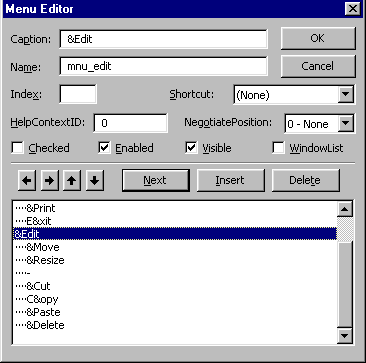 Menu Editor
Caption: &Edit OK
Name: mnu_edit Cancel
Index: Shortcut: (None)
HelpContextID: 0 NegotiatePosition: 0 - None
Checked Enabled Visible WindowList
Next Insert Delete
····&Print
····E&xit
&Edit
····&Move
····&Resize
····-
····&Cut
····C&opy
····&Paste
····&Delete